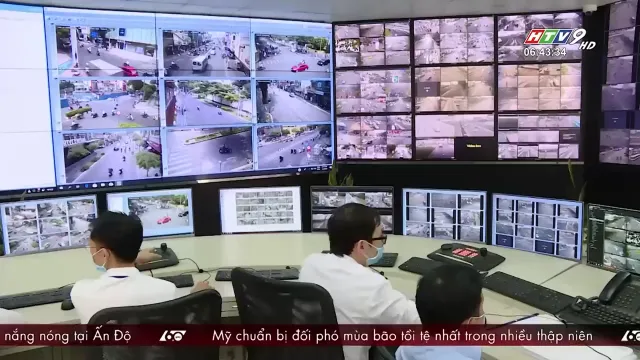 HTV9 HD
06:43:34
nắng nóng tại Ấn Độ 60 Mỹ chuẩn bị đối phó mùa bão tồi tệ nhất trong nhiều thập niên